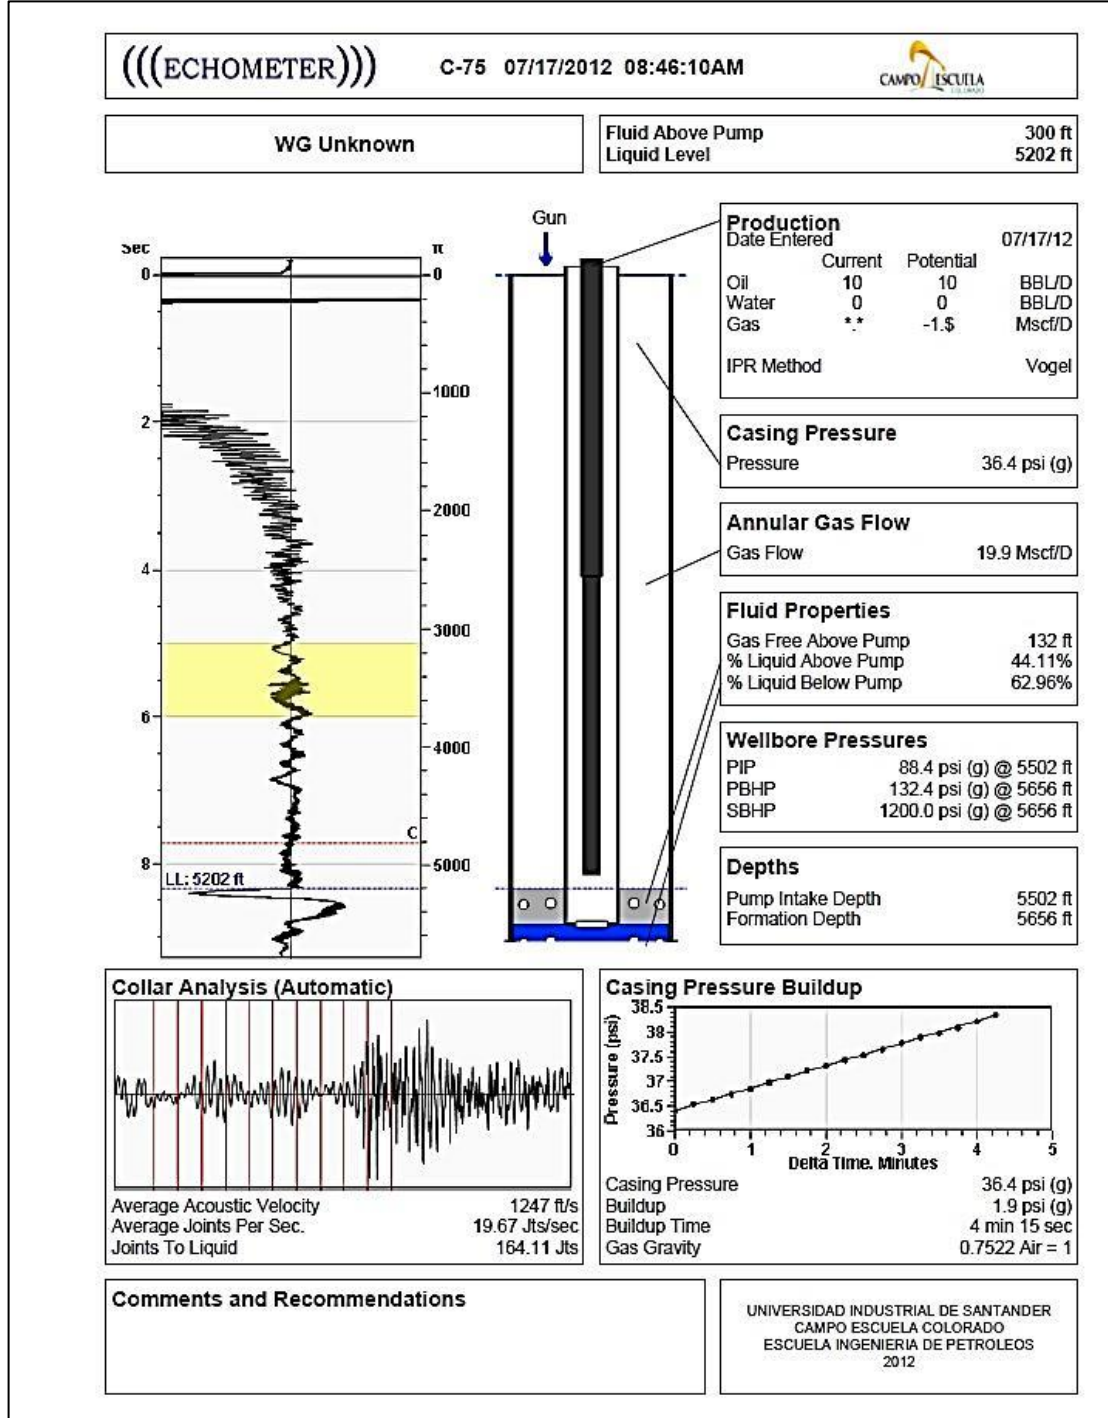 (((ECHOMETER))) C-75 07/17/2012 08:46:10AM CAMPO ESCUELA COLORADO
WG Unknown
Fluid Above Pump 300 ft
Liquid Level 5202 ft
Sec ft
0 0
1000
2
2000
4
3000
6
4000
C
8 5000
LL: 5202 ft
Gun
Production
Date Entered 07/17/12
Current Potential
Oil 10 10 BBL/D
Water 0 0 BBL/D
Gas *.* -1.$ Mscf/D
IPR Method Vogel
Casing Pressure
Pressure 36.4 psi (g)
Annular Gas Flow
Gas Flow 19.9 Mscf/D
Fluid Properties
Gas Free Above Pump 132 ft
% Liquid Above Pump 44.11%
% Liquid Below Pump 62.96%
Wellbore Pressures
PIP 88.4 psi (g) @ 5502 ft
PBHP 132.4 psi (g) @ 5656 ft
SBHP 1200.0 psi (g) @ 5656 ft
Depths
Pump Intake Depth 5502 ft
Formation Depth 5656 ft
Collar Analysis (Automatic)
Average Acoustic Velocity 1247 ft/s
Average Joints Per Sec. 19.67 Jts/sec
Joints To Liquid 164.11 Jts
Casing Pressure Buildup
Pressure (psi)
38.5
38
37.5
37
36.5
36
0 1 2 3 4 5
Delta Time. Minutes
Casing Pressure 36.4 psi (g)
Buildup 1.9 psi (g)
Buildup Time 4 min 15 sec
Gas Gravity 0.7522 Air = 1
Comments and Recommendations
UNIVERSIDAD INDUSTRIAL DE SANTANDER
CAMPO ESCUELA COLORADO
ESCUELA INGENIERIA DE PETROLEOS
2012